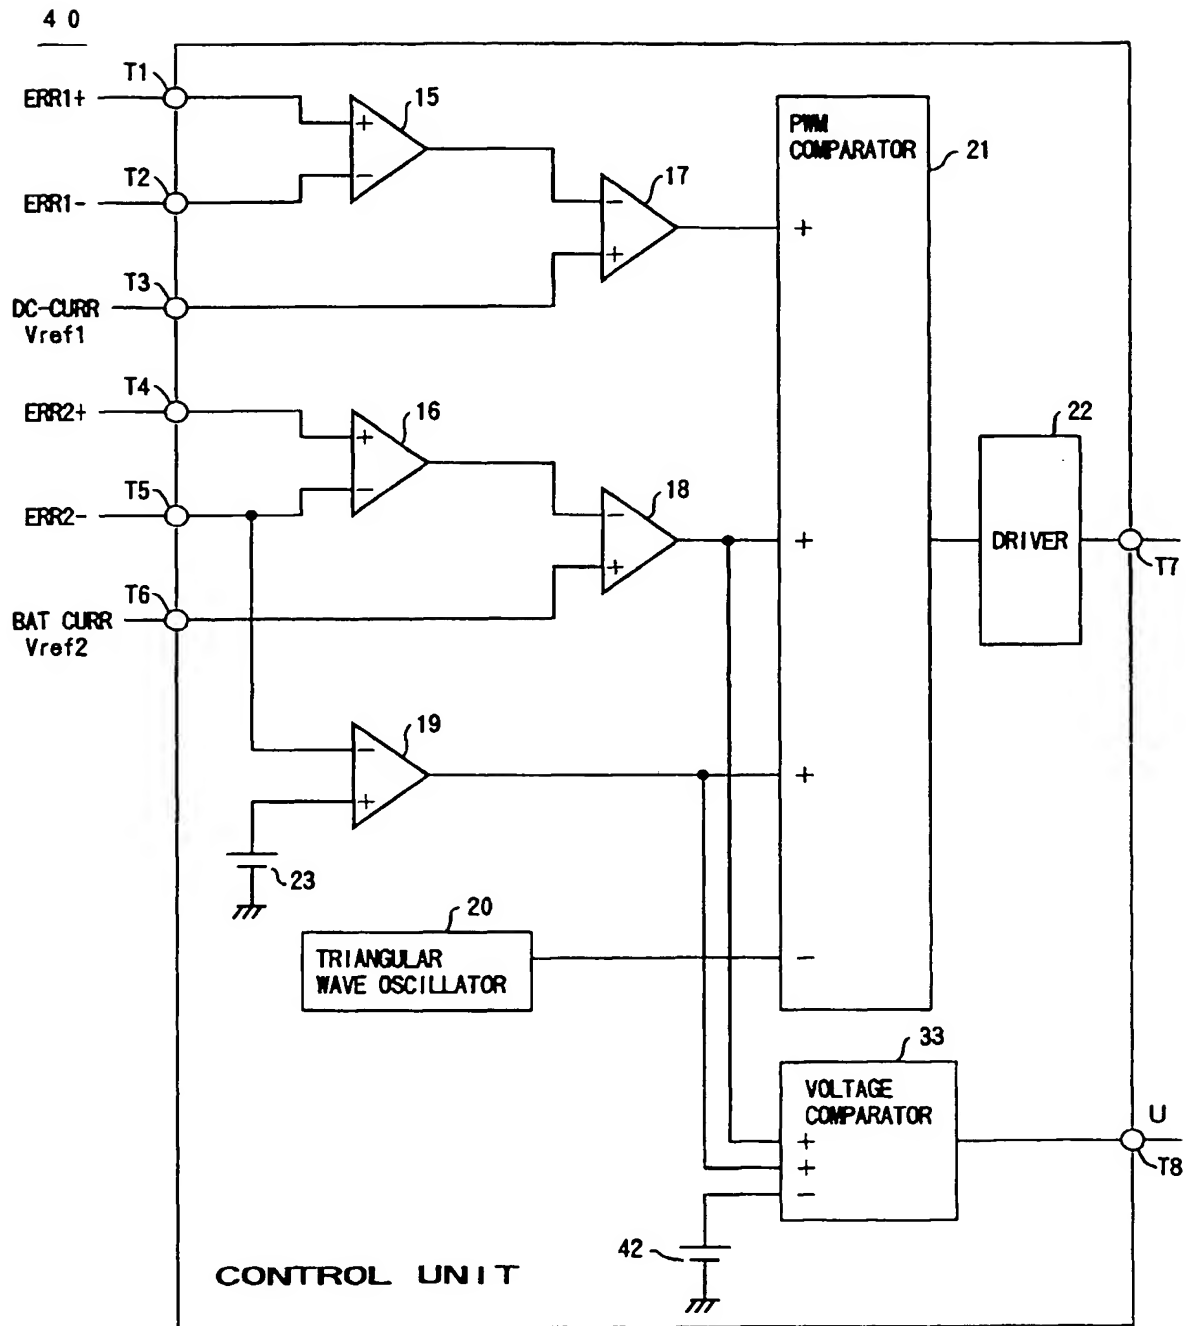 40
T1
ERR1+
15
+
−
T2
ERR1-
PWM
COMPARATOR
21
17
−
+
+
T3
DC-CURR
Vref1
T4
ERR2+
16
+
−
22
T5
ERR2-
18
−
+
+
DRIVER
T7
T6
BAT CURR
Vref2
19
−
+
+
23
20
TRIANGULAR
WAVE OSCILLATOR
−
33
VOLTAGE
COMPARATOR
+
+
−
U
T8
42
CONTROL UNIT